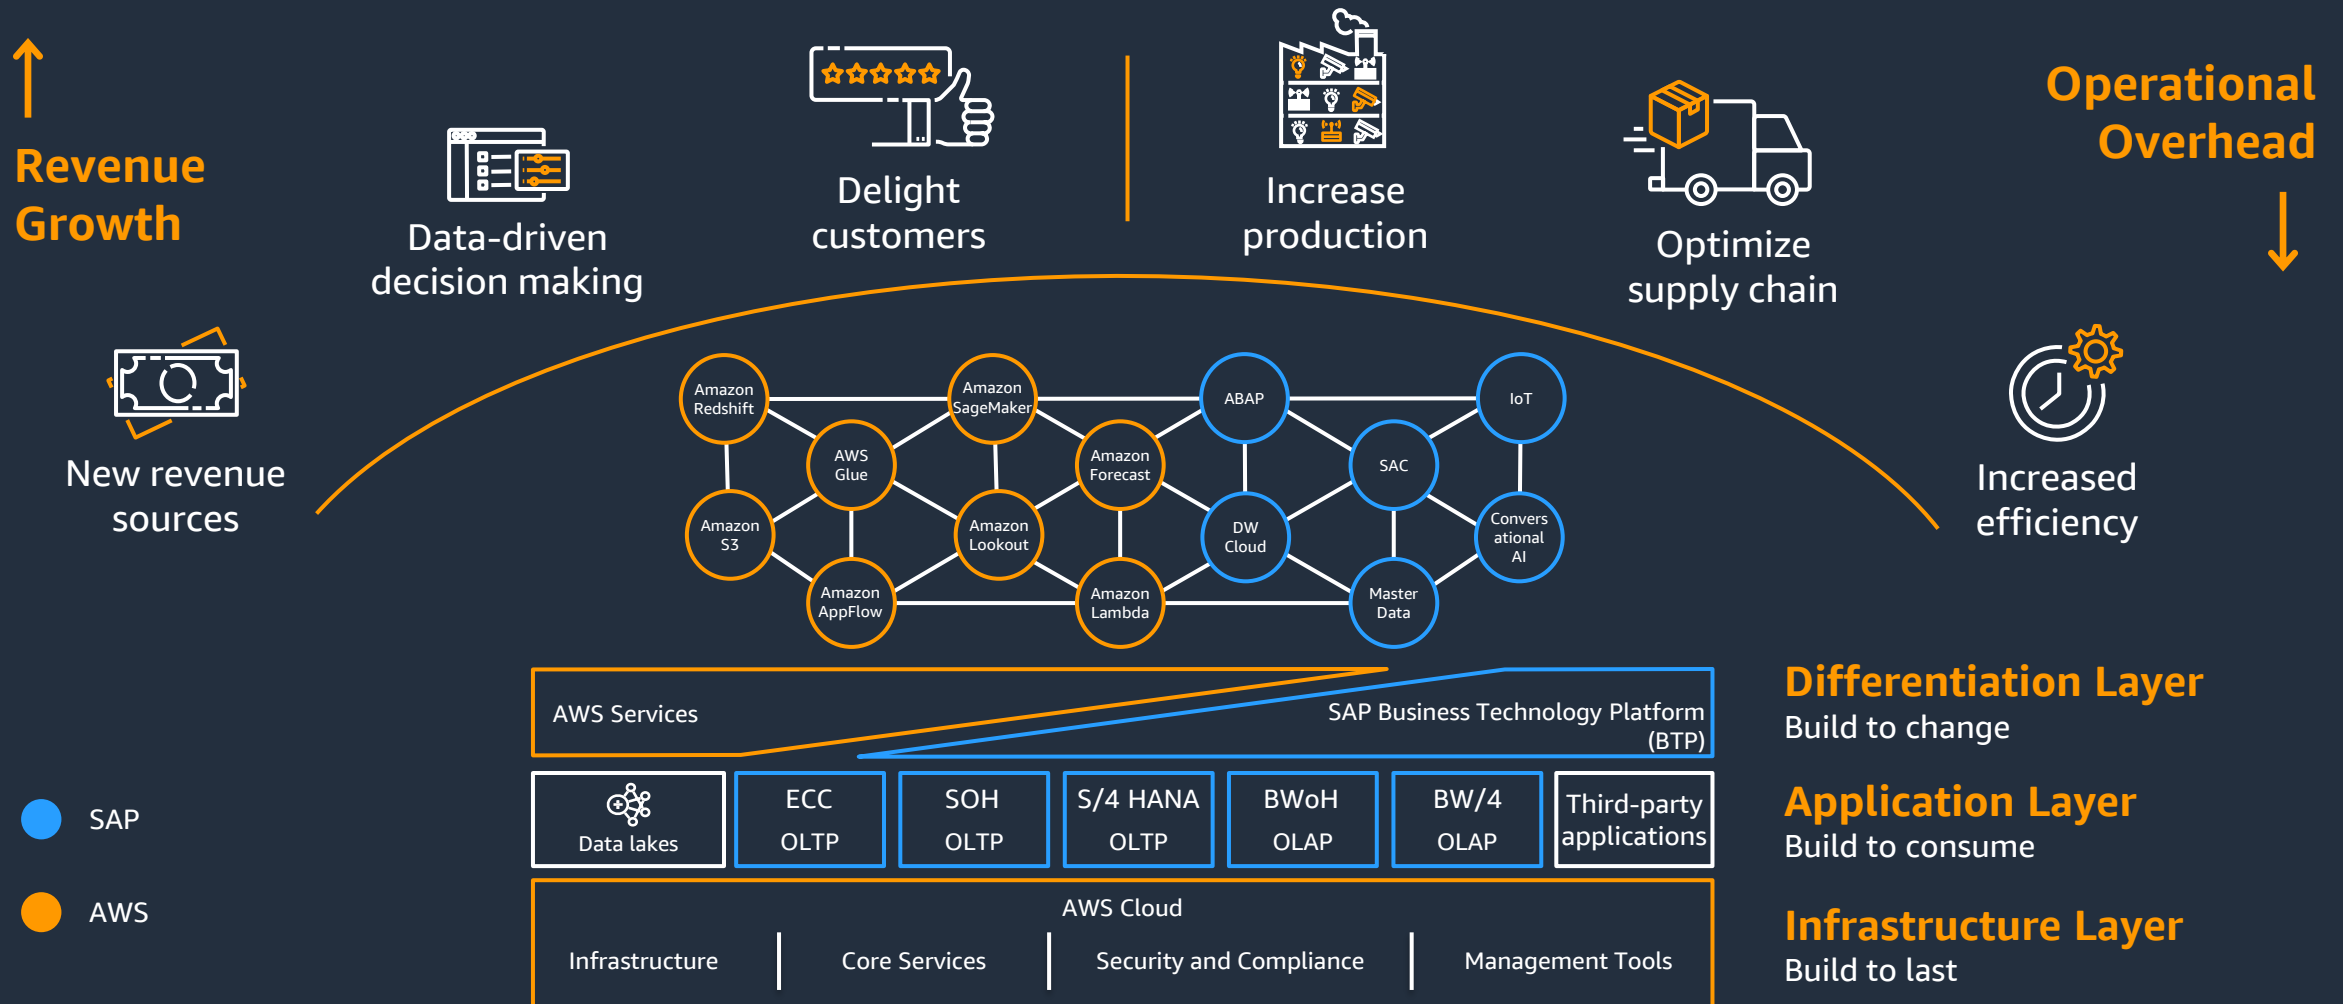 Revenue
Growth
New revenue
sources
Data-driven
decision making
Delight
customers
Increase
production
Optimize
supply chain
Increased
efficiency
Operational
Overhead
Amazon
Redshift
Amazon
SageMaker
ABAP
IoT
AWS
Glue
Amazon
Forecast
SAC
Amazon
S3
Amazon
Lookout
DW
Cloud
Convers
ational
AI
Amazon
AppFlow
Amazon
Lambda
Master
Data
AWS Services
SAP Business Technology Platform
(BTP)
Differentiation Layer
Build to change
Data lakes
ECC
OLTP
SOH
OLTP
S/4 HANA
OLTP
BWoH
OLAP
BW/4
OLAP
Third-party
applications
Application Layer
Build to consume
AWS Cloud
Infrastructure
Core Services
Security and Compliance
Management Tools
Infrastructure Layer
Build to last
SAP
AWS